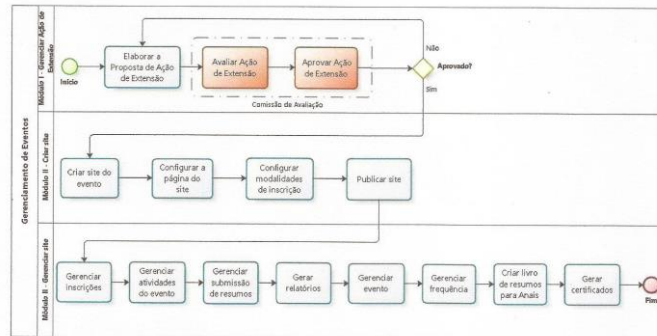 Gerenciamento de Eventos
Módulo I - Gerenciar Ação de
Extensão
Início
Elaborar a
Proposta de Ação
de Extensão
Avaliar Ação de
Extensão
Aprovar Ação
de Extensão
Comissão de Avaliação
Não
Aprovado?
Sim
Módulo II - Criar site
Criar site do
evento
Configurar a
página do
site
Configurar
modalidades
de inscrição
Publicar site
Módulo II - Gerenciar site
Gerenciar
inscrições
Gerenciar
atividades
do evento
Gerenciar
submissão
de resumos
Gerar
relatórios
Gerenciar
evento
Gerenciar
frequência
Criar livro
de resumos
para Anais
Gerar
certificados
Fim